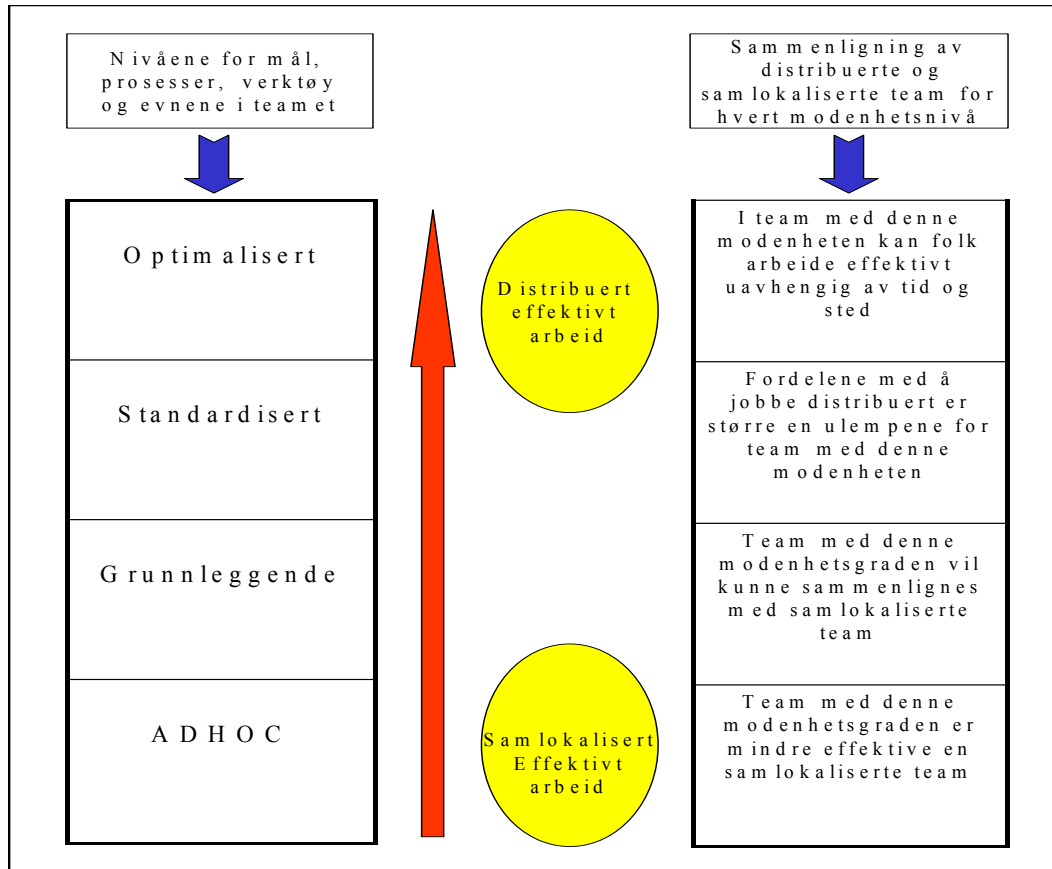 Nivåene for mål,
prosesser, verktøy
og evnene i teamet
Sammenligning av
distribuerte og
samlokaliserte team for
hvert modenhetsnivå
Optimalisert
Standardisert
Grunnleggende
ADHOC
Distribuert
effektivt
arbeid
Samlokalisert
Effektivt
arbeid
I team med denne
modenheten kan folk
arbeide effektivt
uavhengig av tid og
sted
Fordelene med å
jobbe distribuert er
større en ulempene for
team med denne
modenheten
Team med denne
modenhetsgraden vil
kunne sammenlignes
med samlokaliserte
team
Team med denne
modenhetsgraden er
mindre effektive en
samlokaliserte team